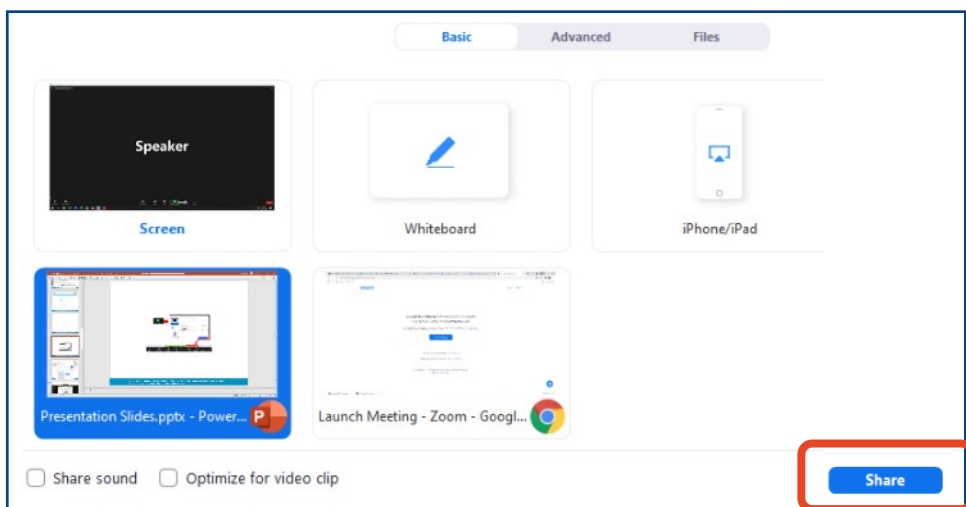 Basic Advanced Files
Speaker
Screen Whiteboard iPhone/iPad
Presentation Slides.pptx - Power... P Launch Meeting - Zoom - Googl...
Share sound Optimize for video clip Share